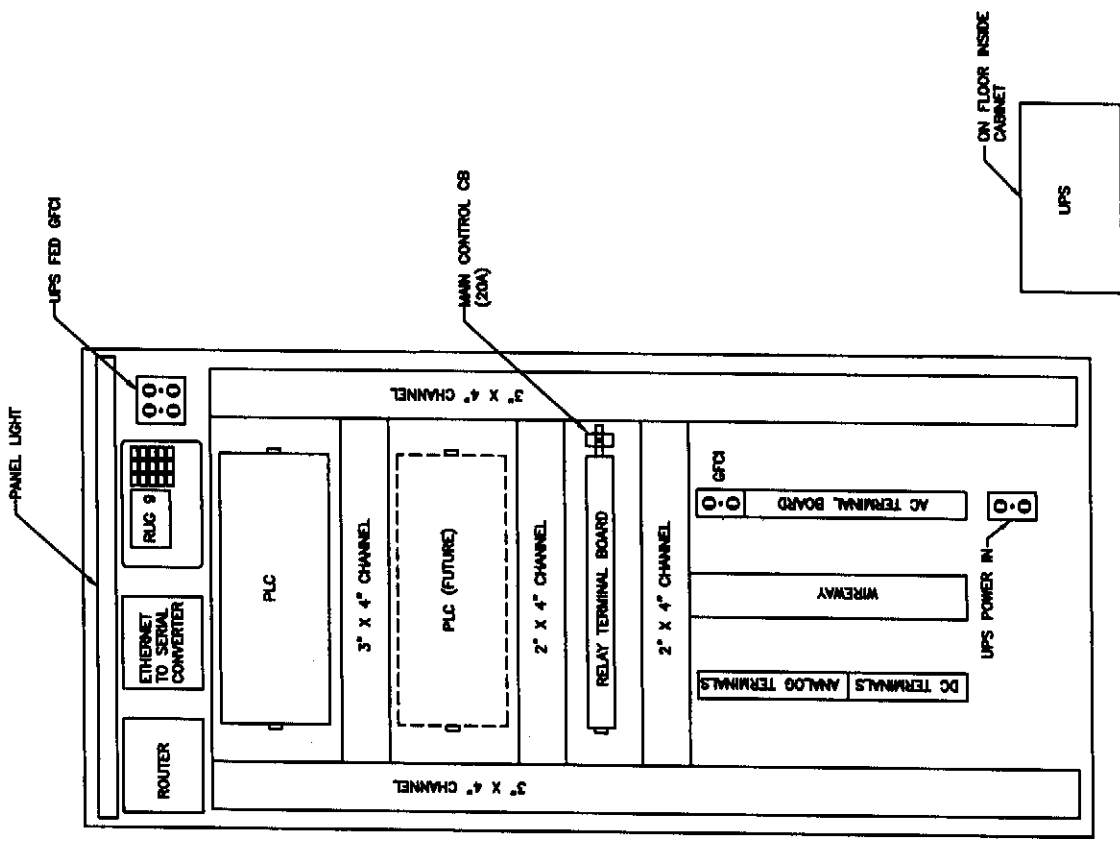 PANEL LIGHT
UPS FED GFCI
ROUTER
ETHERNET
TO SERIAL
CONVERTER
RUG 9
PLC
3" X 4" CHANNEL
3" X 4" CHANNEL
3" X 4" CHANNEL
PLC (FUTURE)
2" X 4" CHANNEL
MAIN CONTROL CB
(20A)
RELAY TERMINAL BOARD
2" X 4" CHANNEL
GFCI
AC TERMINAL BOARD
WIREWAY
DC TERMINALS
ANALOG TERMINALS
UPS POWER IN
ON FLOOR INSIDE
CABINET
UPS